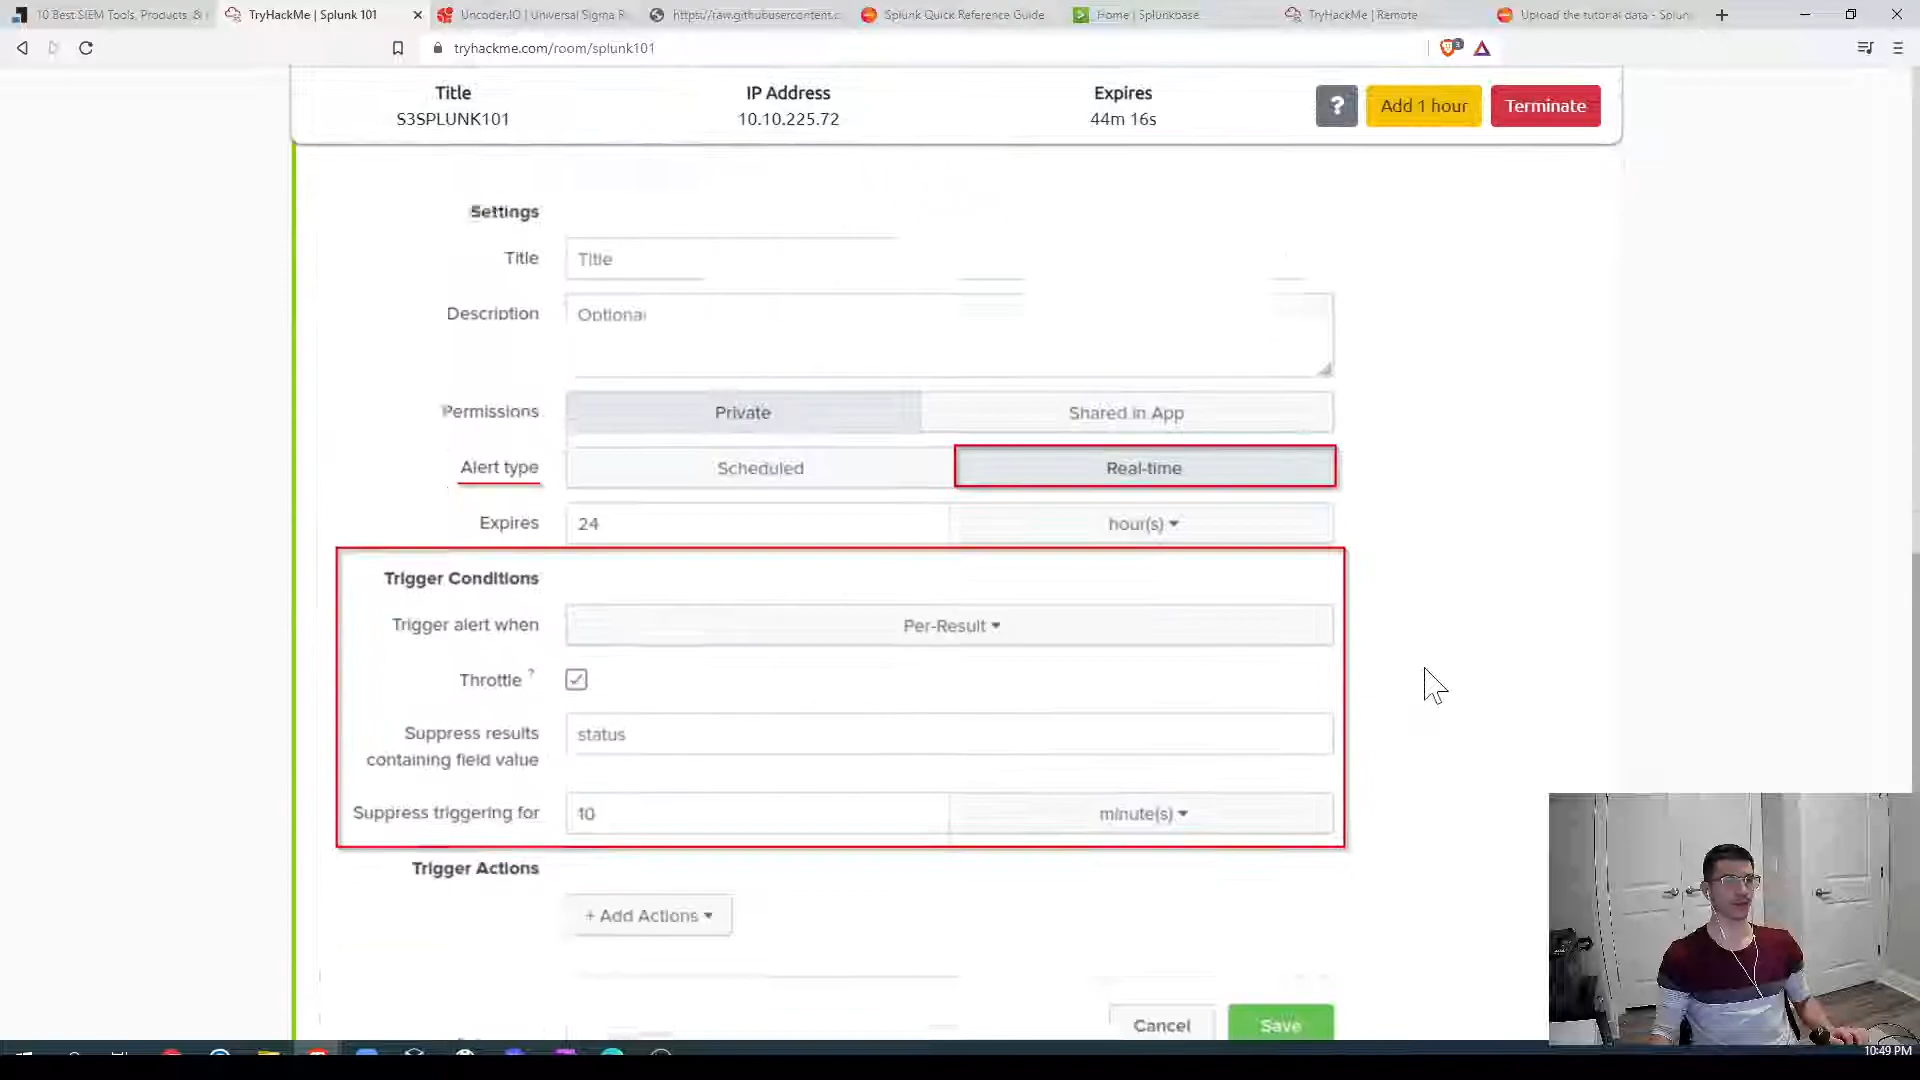 10 Best SIEM Tools, Products &
TryHackMe | Splunk 101
Uncoder.IO | Universal Sigma R
https://raw.githubusercontent.c
Splunk Quick Reference Guide
Home | Splunkbase
TryHackMe | Remote
Upload the tutorial data - Splun
tryhackme.com/room/splunk101
3
Title
S3SPLUNK101
IP Address
10.10.225.72
Expires
44m 16s
?
Add 1 hour
Terminate
Settings
Title
Title
Description
Optional
Permissions
Private
Shared in App
Alert type
Scheduled
Real-time
Expires
24
hour(s)
Trigger Conditions
Trigger alert when
Per-Result
Throttle ?
Suppress results
containing field value
status
Suppress triggering for
10
minute(s)
Trigger Actions
+ Add Actions
Cancel
Save
10:49 PM